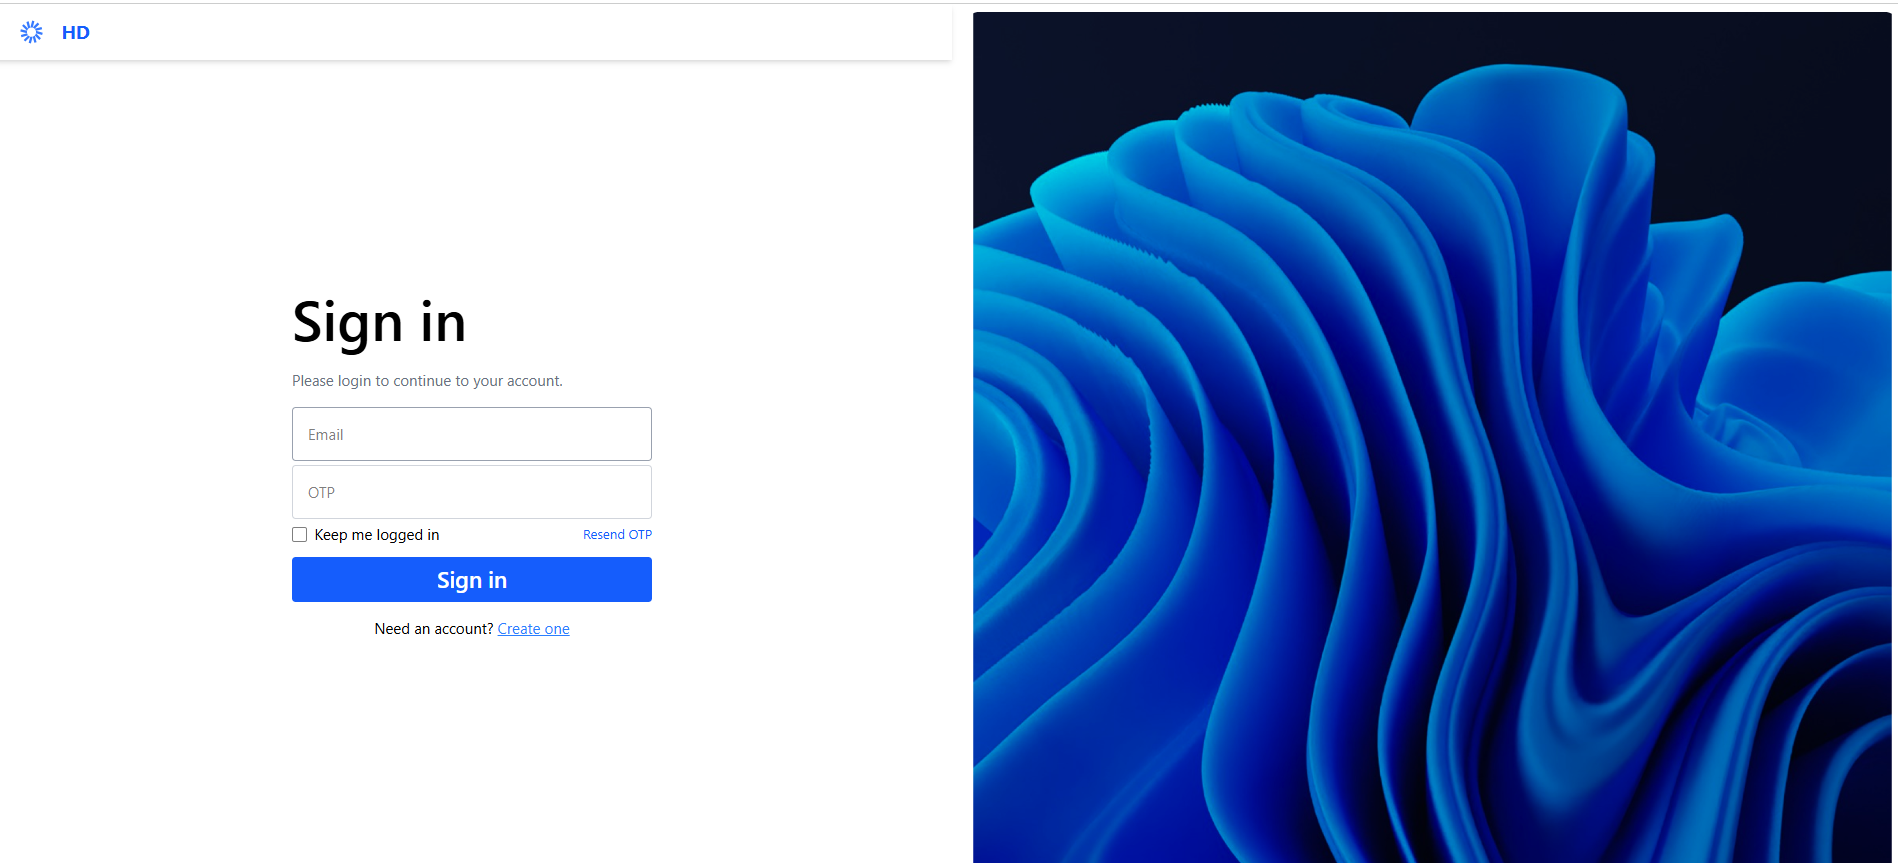 HD
Sign in
Please login to continue to your account.
Email
OTP
Keep me logged in Resend OTP
Sign in
Need an account? Create one